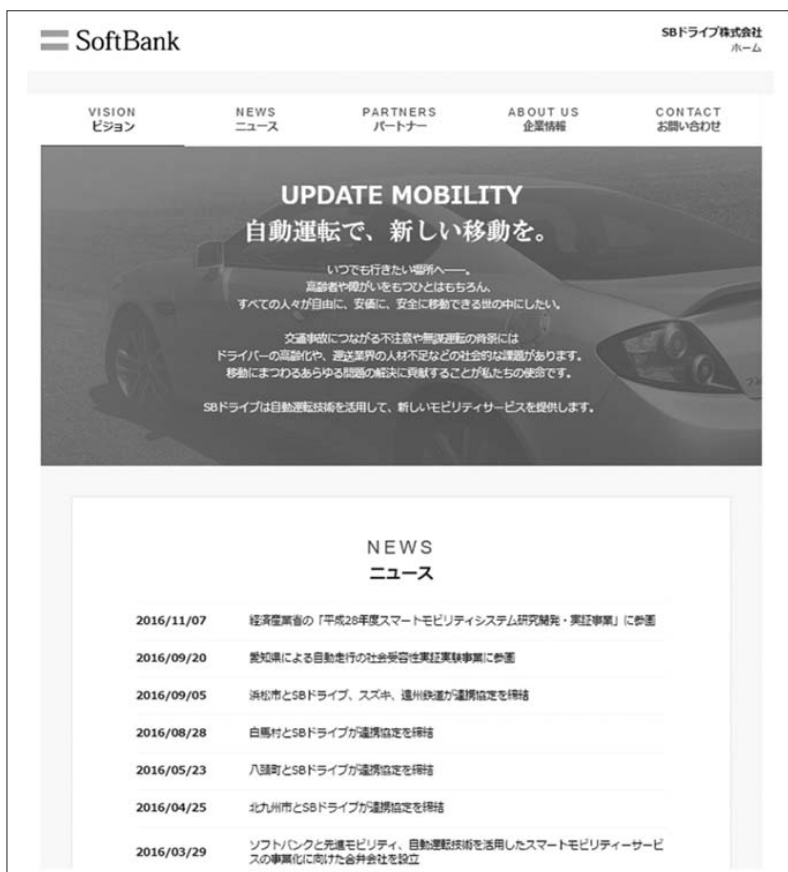 SoftBank
SBドライブ株式会社
ホーム
VISION
ビジョン
NEWS
ニュース
PARTNERS
パートナー
ABOUT US
企業情報
CONTACT
お問い合わせ
UPDATE MOBILITY
自動運転で、新しい移動を。
いつでも行きたい場所へ――。
高齢者や障がいをもつひとはもちろん、
すべての人々が自由に、安価に、安全に移動できる世の中にしたい。
交通事故につながる不注意や無謀運転の背景には
ドライバーの高齢化や、運送業界の人材不足などの社会的な課題があります。
移動にまつわるあらゆる問題の解決に貢献することが私たちの使命です。
SBドライブは自動運転技術を活用して、新しいモビリティサービスを提供します。
NEWS
ニュース
2016/11/07 経済産業省の「平成28年度スマートモビリティシステム研究開発・実証事業」に参画
2016/09/20 愛知県による自動走行の社会受容性実証実験事業に参画
2016/09/05 浜松市とSBドライブ、スズキ、遠州鉄道が連携協定を締結
2016/08/28 白馬村とSBドライブが連携協定を締結
2016/05/23 八頭町とSBドライブが連携協定を締結
2016/04/25 北九州市とSBドライブが連携協定を締結
2016/03/29 ソフトバンクと先進モビリティ、自動運転技術を活用したスマートモビリティーサービ
スの事業化に向けた合弁会社を設立